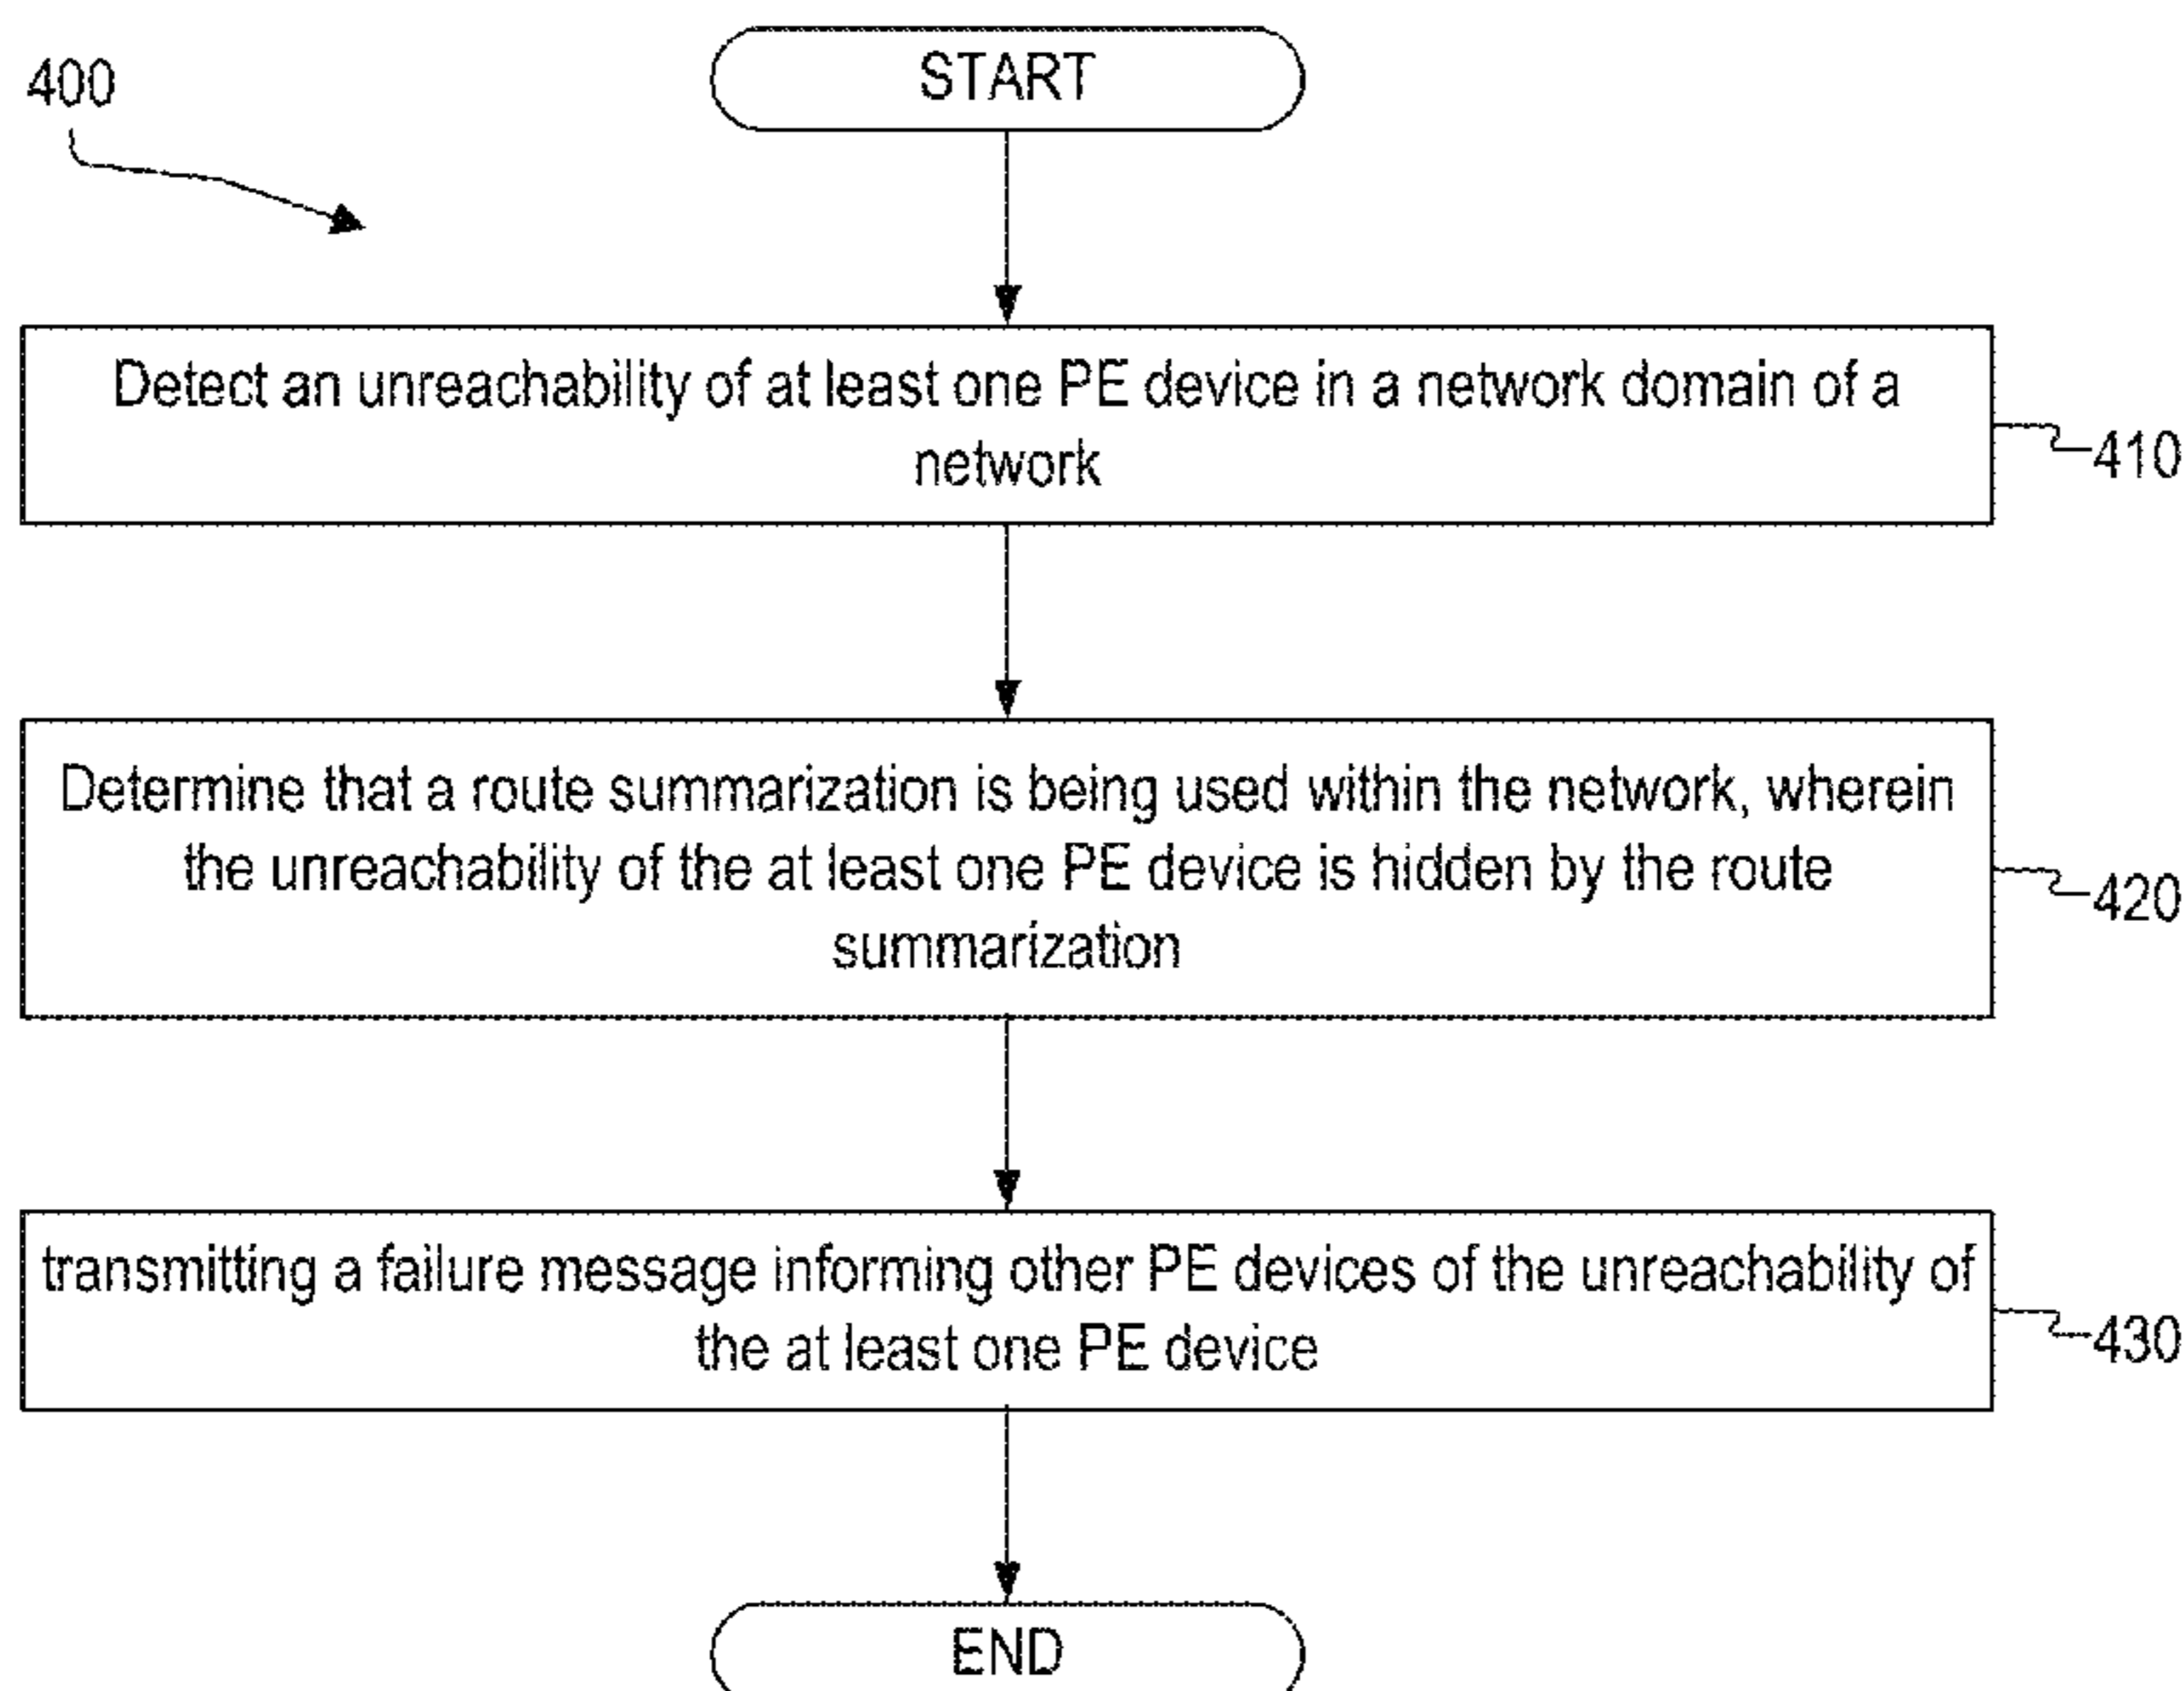 400
START
Detect an unreachability of at least one PE device in a network domain of a
network
410
Determine that a route summarization is being used within the network, wherein
the unreachability of the at least one PE device is hidden by the route
summarization
420
transmitting a failure message informing other PE devices of the unreachability of
the at least one PE device
430
END